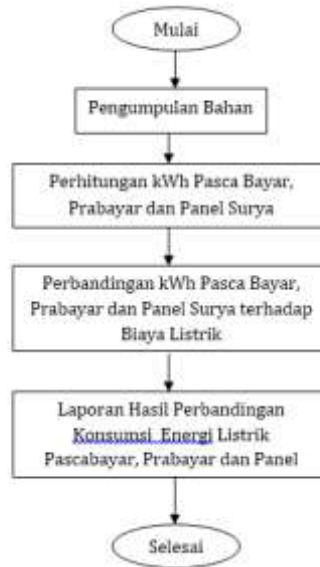 Mulai
Pengumpulan Bahan
Perhitungan kWh Pasca Bayar,
Prabayar dan Panel Surya
Perbandingan kWh Pasca Bayar,
Prabayar dan Panel Surya terhadap
Biaya Listrik
Laporan Hasil Perbandingan
Konsumsi Energi Listrik
Pascabayar, Prabayar dan Panel
Selesai